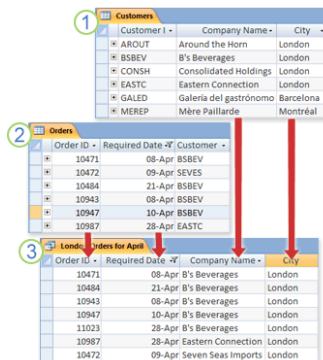 1
Customers
Customer I Company Name City
AROUT Around the Horn London
BSBEV B's Beverages London
CONSH Consolidated Holdings London
EASTC Eastern Connection London
GALED Galería del gastrónomo Barcelona
MEREP Mère Paillarde Montréal
2
Orders
Order ID Required Date Customer
10471 08-Apr BSBEV
10472 09-Apr SEVES
10484 21-Apr BSBEV
10943 08-Apr BSBEV
10947 10-Apr BSBEV
10987 28-Apr EASTC
3
London Orders for April
Order ID Required Date Company Name City
10471 08-Apr B's Beverages London
10484 21-Apr B's Beverages London
10943 08-Apr B's Beverages London
10947 10-Apr B's Beverages London
11023 28-Apr B's Beverages London
10987 28-Apr Eastern Connection London
10472 09-Apr Seven Seas Imports London